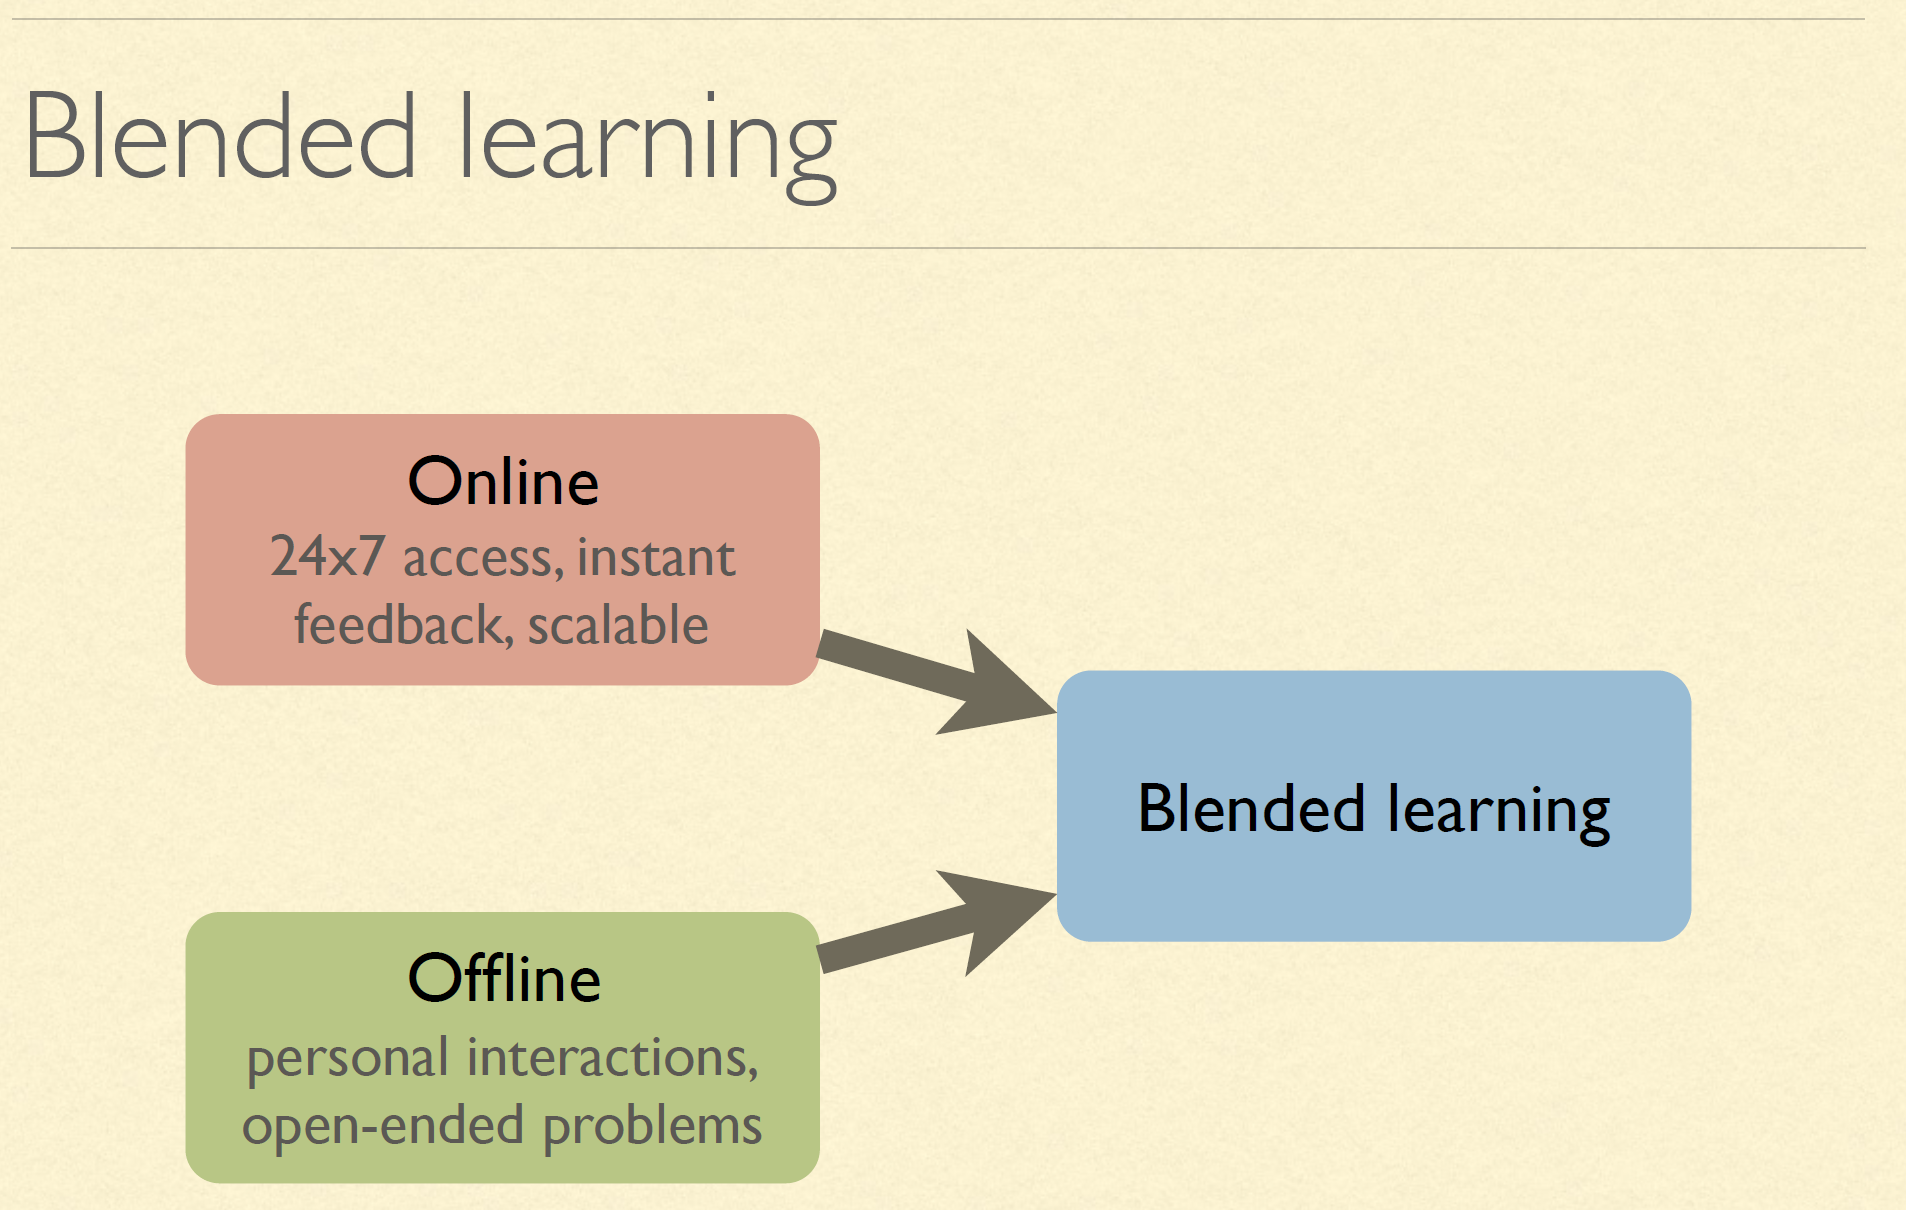 Blended learning
Online
24x7 access, instant
feedback, scalable
Blended learning
Offline
personal interactions,
open-ended problems